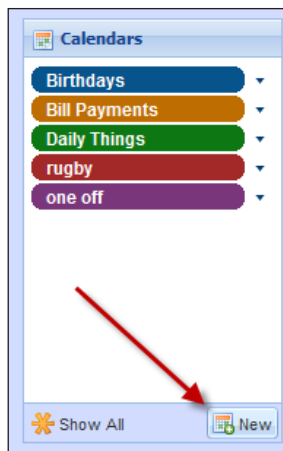 Calendars
Birthdays
Bill Payments
Daily Things
rugby
one off
Show All New